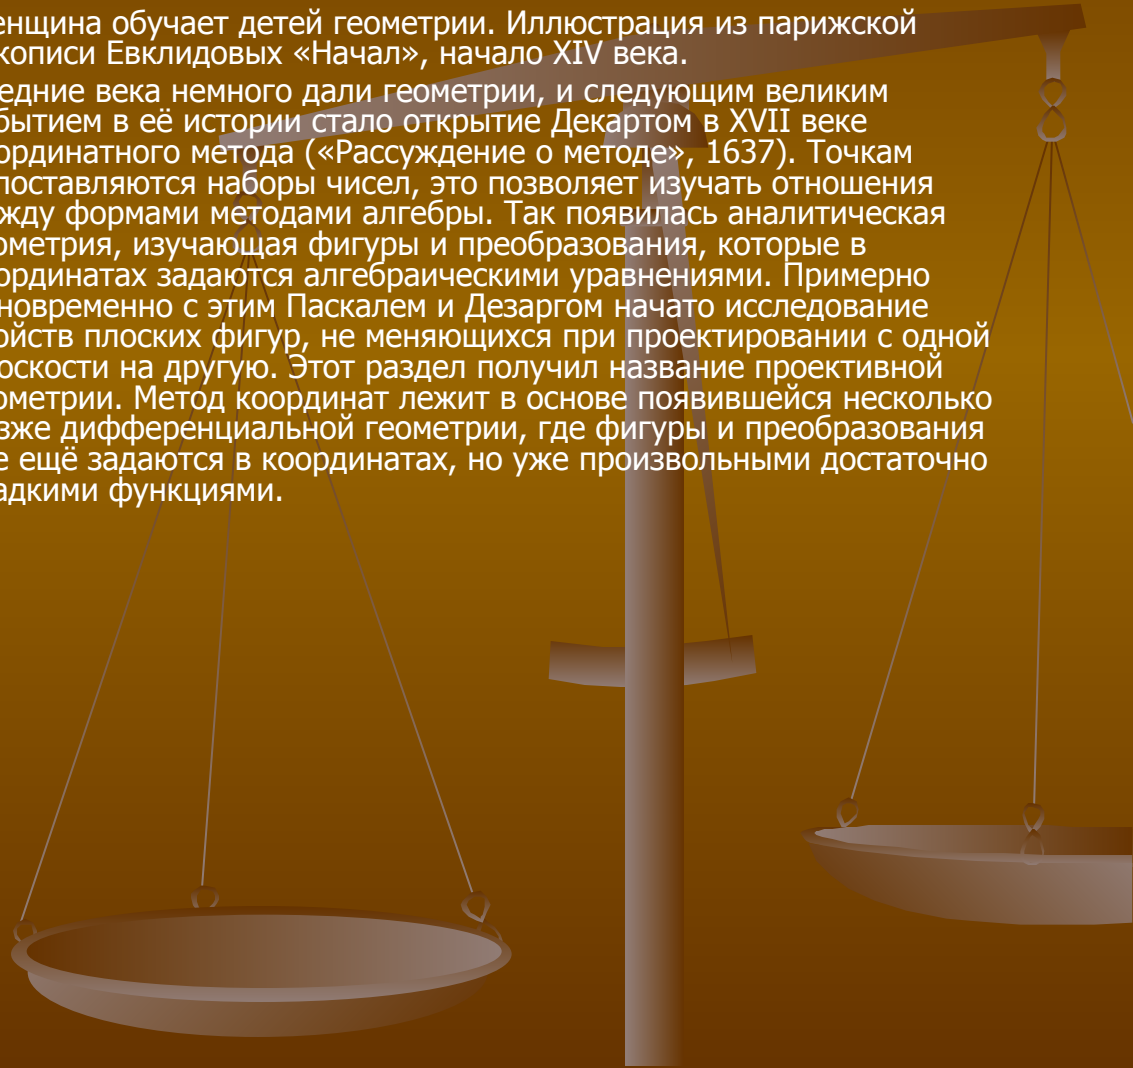 енщина обучает детей геометрии. Иллюстрация из парижской
кописи Евклидовых «Начал», начало XIV века.
едние века немного дали геометрии, и следующим великим
бытием в её истории стало открытие Декартом в XVII веке
ординатного метода («Рассуждение о методе», 1637). Точкам
поставляются наборы чисел, это позволяет изучать отношения
жду формами методами алгебры. Так появилась аналитическая
ометрия, изучающая фигуры и преобразования, которые в
ординатах задаются алгебраическими уравнениями. Примерно
новременно с этим Паскалем и Дезаргом начато исследование
ойств плоских фигур, не меняющихся при проектировании с одной
оскости на другую. Этот раздел получил название проективной
ометрии. Метод координат лежит в основе появившейся несколько
зже дифференциальной геометрии, где фигуры и преобразования
е ещё задаются в координатах, но уже произвольными достаточно
адкими функциями.